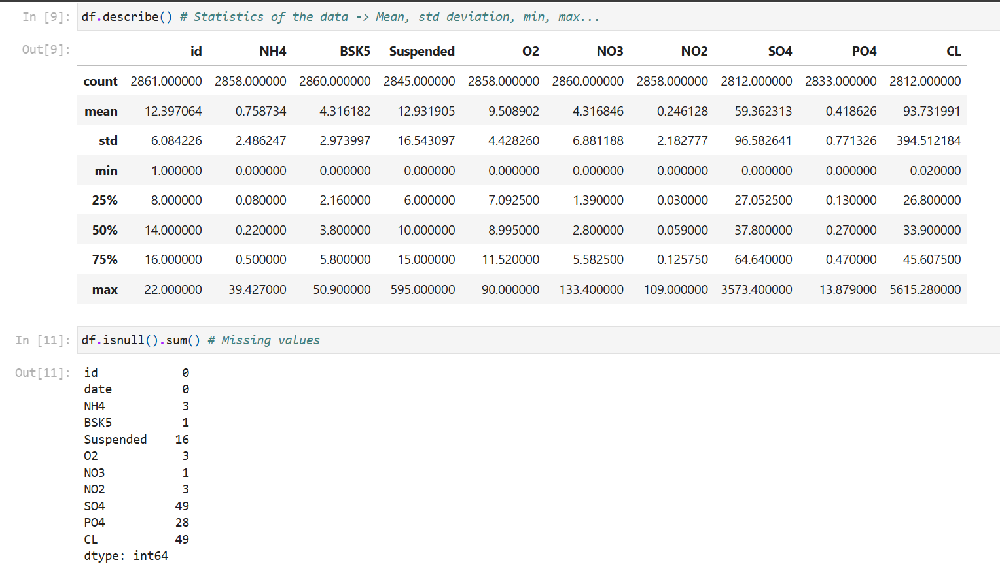 In [9]: df.describe() # Statistics of the data -> Mean, std deviation, min, max...
Out[9]:
id NH4 BSK5 Suspended O2 NO3 NO2 SO4 PO4 CL
count 2861.000000 2858.000000 2860.000000 2845.000000 2858.000000 2860.000000 2858.000000 2812.000000 2833.000000 2812.000000
mean 12.397064 0.758734 4.316182 12.931905 9.508902 4.316846 0.246128 59.362313 0.418626 93.731991
std 6.084226 2.486247 2.973997 16.543097 4.428260 6.881188 2.182777 96.582641 0.771326 394.512184
min 1.000000 0.000000 0.000000 0.000000 0.000000 0.000000 0.000000 0.000000 0.000000 0.020000
25% 8.000000 0.080000 2.160000 6.000000 7.092500 1.390000 0.030000 27.052500 0.130000 26.800000
50% 14.000000 0.220000 3.800000 10.000000 8.995000 2.800000 0.059000 37.800000 0.270000 33.900000
75% 16.000000 0.500000 5.800000 15.000000 11.520000 5.582500 0.125750 64.640000 0.470000 45.607500
max 22.000000 39.427000 50.900000 595.000000 90.000000 133.400000 109.000000 3573.400000 13.879000 5615.280000
In [11]: df.isnull().sum() # Missing values
Out[11]: id 0
date 0
NH4 3
BSK5 1
Suspended 16
O2 3
NO3 1
NO2 3
SO4 49
PO4 28
CL 49
dtype: int64